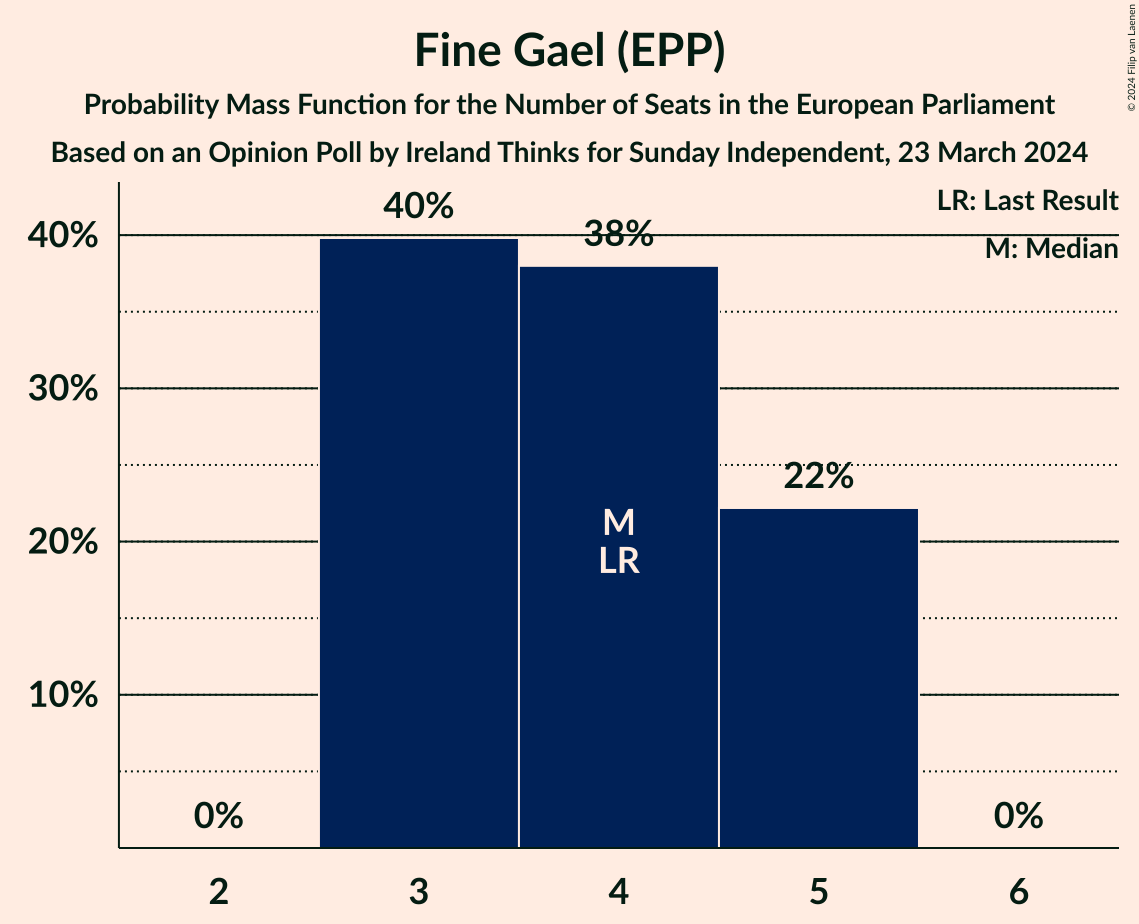 Fine Gael (EPP)
Probability Mass Function for the Number of Seats in the European Parliament
Based on an Opinion Poll by Ireland Thinks for Sunday Independent, 23 March 2024
© 2024 Filip van Laenen
LR: Last Result
M: Median
40%
30%
20%
10%
0%
40%
38%
22%
0%
M
LR
2
3
4
5
6